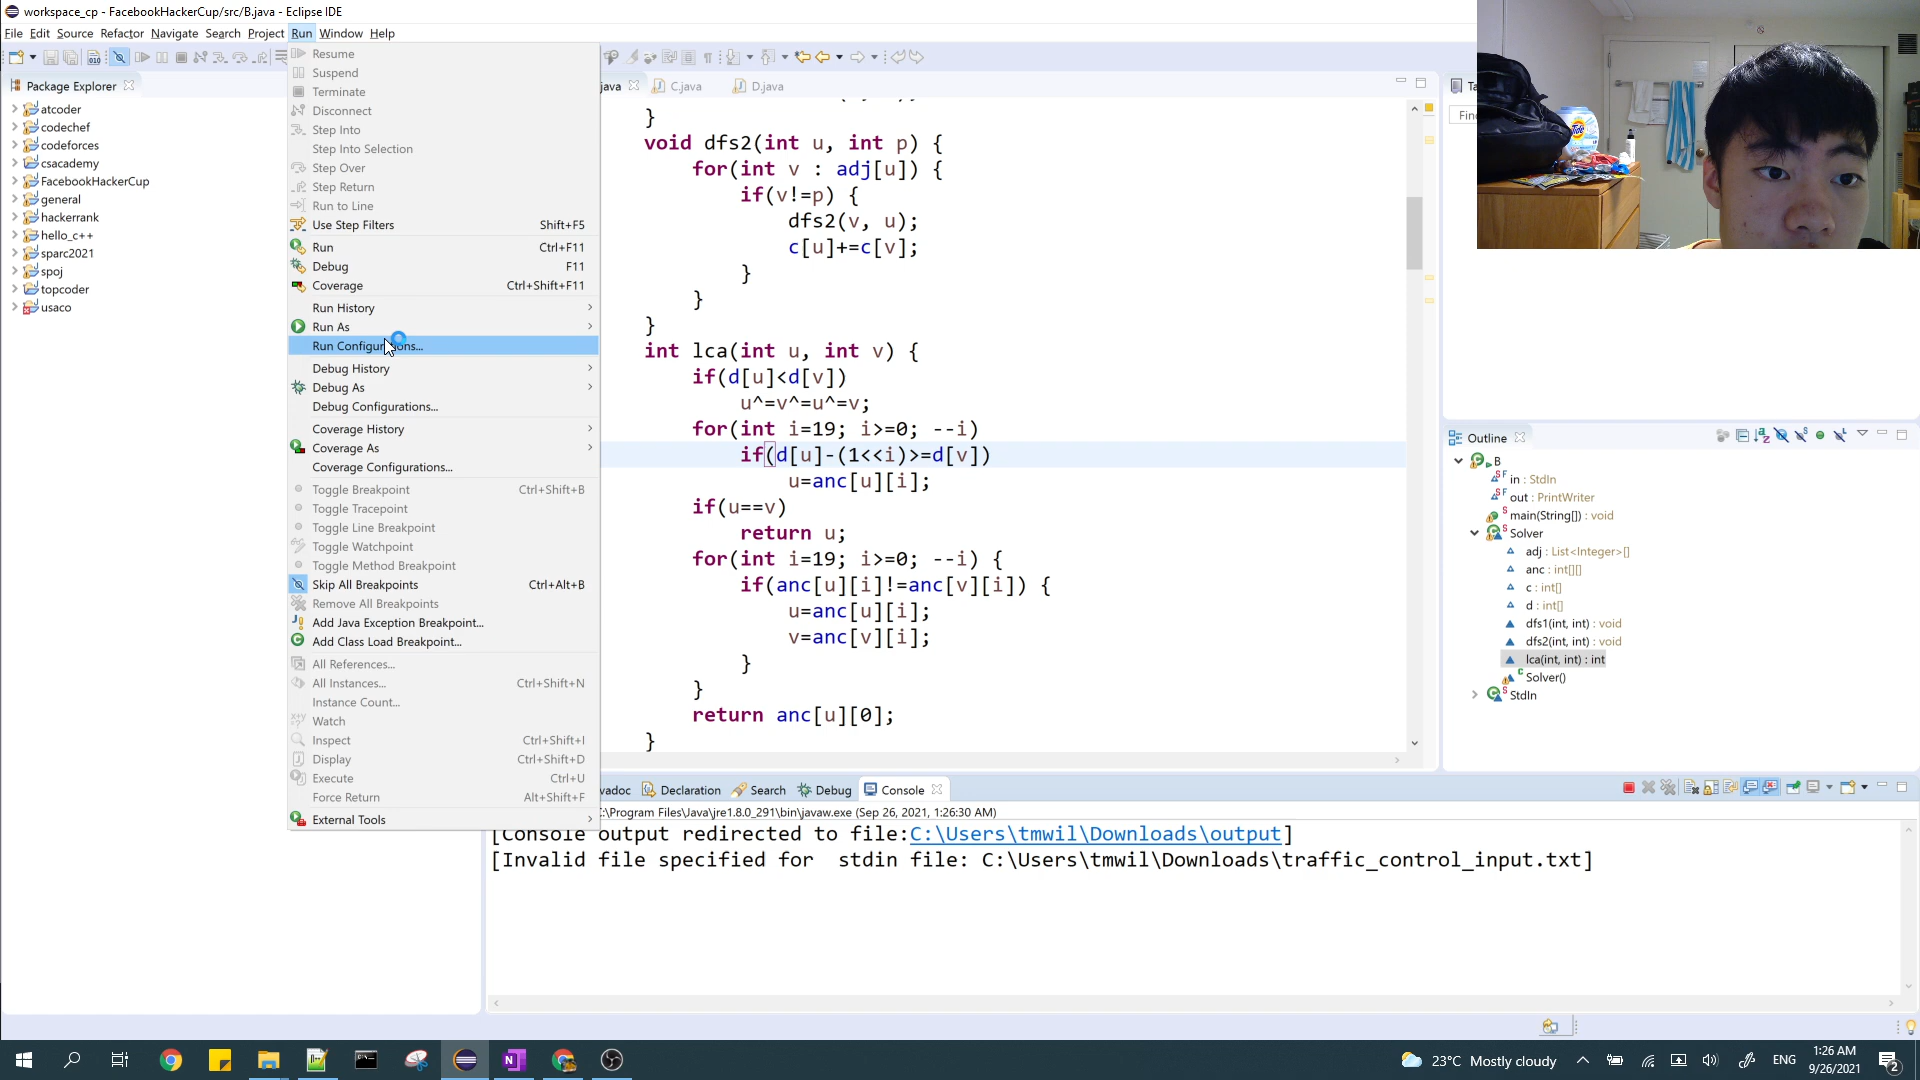 workspace_cp - FacebookHackerCup/src/B.java - Eclipse IDE
File Edit Source Refactor Navigate Search Project Run Window Help
Package Explorer
atcoder
codechef
codeforces
csacademy
FacebookHackerCup
general
hackerrank
hello_c++
sparc2021
spoj
topcoder
usaco
Resume
Suspend
Terminate
Disconnect
Step Into
Step Into Selection
Step Over
Step Return
Run to Line
Use Step Filters Shift+F5
Run Ctrl+F11
Debug F11
Coverage Ctrl+Shift+F11
Run History
Run As
Run Configurations...
Debug History
Debug As
Debug Configurations...
Coverage History
Coverage As
Coverage Configurations...
Toggle Breakpoint Ctrl+Shift+B
Toggle Tracepoint
Toggle Line Breakpoint
Toggle Watchpoint
Toggle Method Breakpoint
Skip All Breakpoints Ctrl+Alt+B
Remove All Breakpoints
Add Java Exception Breakpoint...
Add Class Load Breakpoint...
All References...
All Instances... Ctrl+Shift+N
Instance Count...
Watch
Inspect Ctrl+Shift+I
Display Ctrl+Shift+D
Execute Ctrl+U
Force Return Alt+Shift+F
External Tools
java C.java D.java
}
void dfs2(int u, int p) {
for(int v : adj[u]) {
if(v!=p) {
dfs2(v, u);
c[u]+=c[v];
}
}
}
int lca(int u, int v) {
if(d[u]<d[v])
u^=v^=u^=v;
for(int i=19; i>=0; --i)
if(d[u]-(1<<i)>=d[v])
u=anc[u][i];
if(u==v)
return u;
for(int i=19; i>=0; --i) {
if(anc[u][i]!=anc[v][i]) {
u=anc[u][i];
v=anc[v][i];
}
}
return anc[u][0];
}
Tide
Outline
B
in : StdIn
out : PrintWriter
main(String[]) : void
Solver
adj : List<Integer>[]
anc : int[][]
c : int[]
d : int[]
dfs1(int, int) : void
dfs2(int, int) : void
lca(int, int) : int
Solver()
StdIn
vadoc Declaration Search Debug Console
:\Program Files\Java\jre1.8.0_291\bin\javaw.exe (Sep 26, 2021, 1:26:30 AM)
[Console output redirected to file:C:\Users\tmwil\Downloads\output]
[Invalid file specified for stdin file: C:\Users\tmwil\Downloads\traffic_control_input.txt]
23°C Mostly cloudy
ENG
1:26 AM
9/26/2021
2